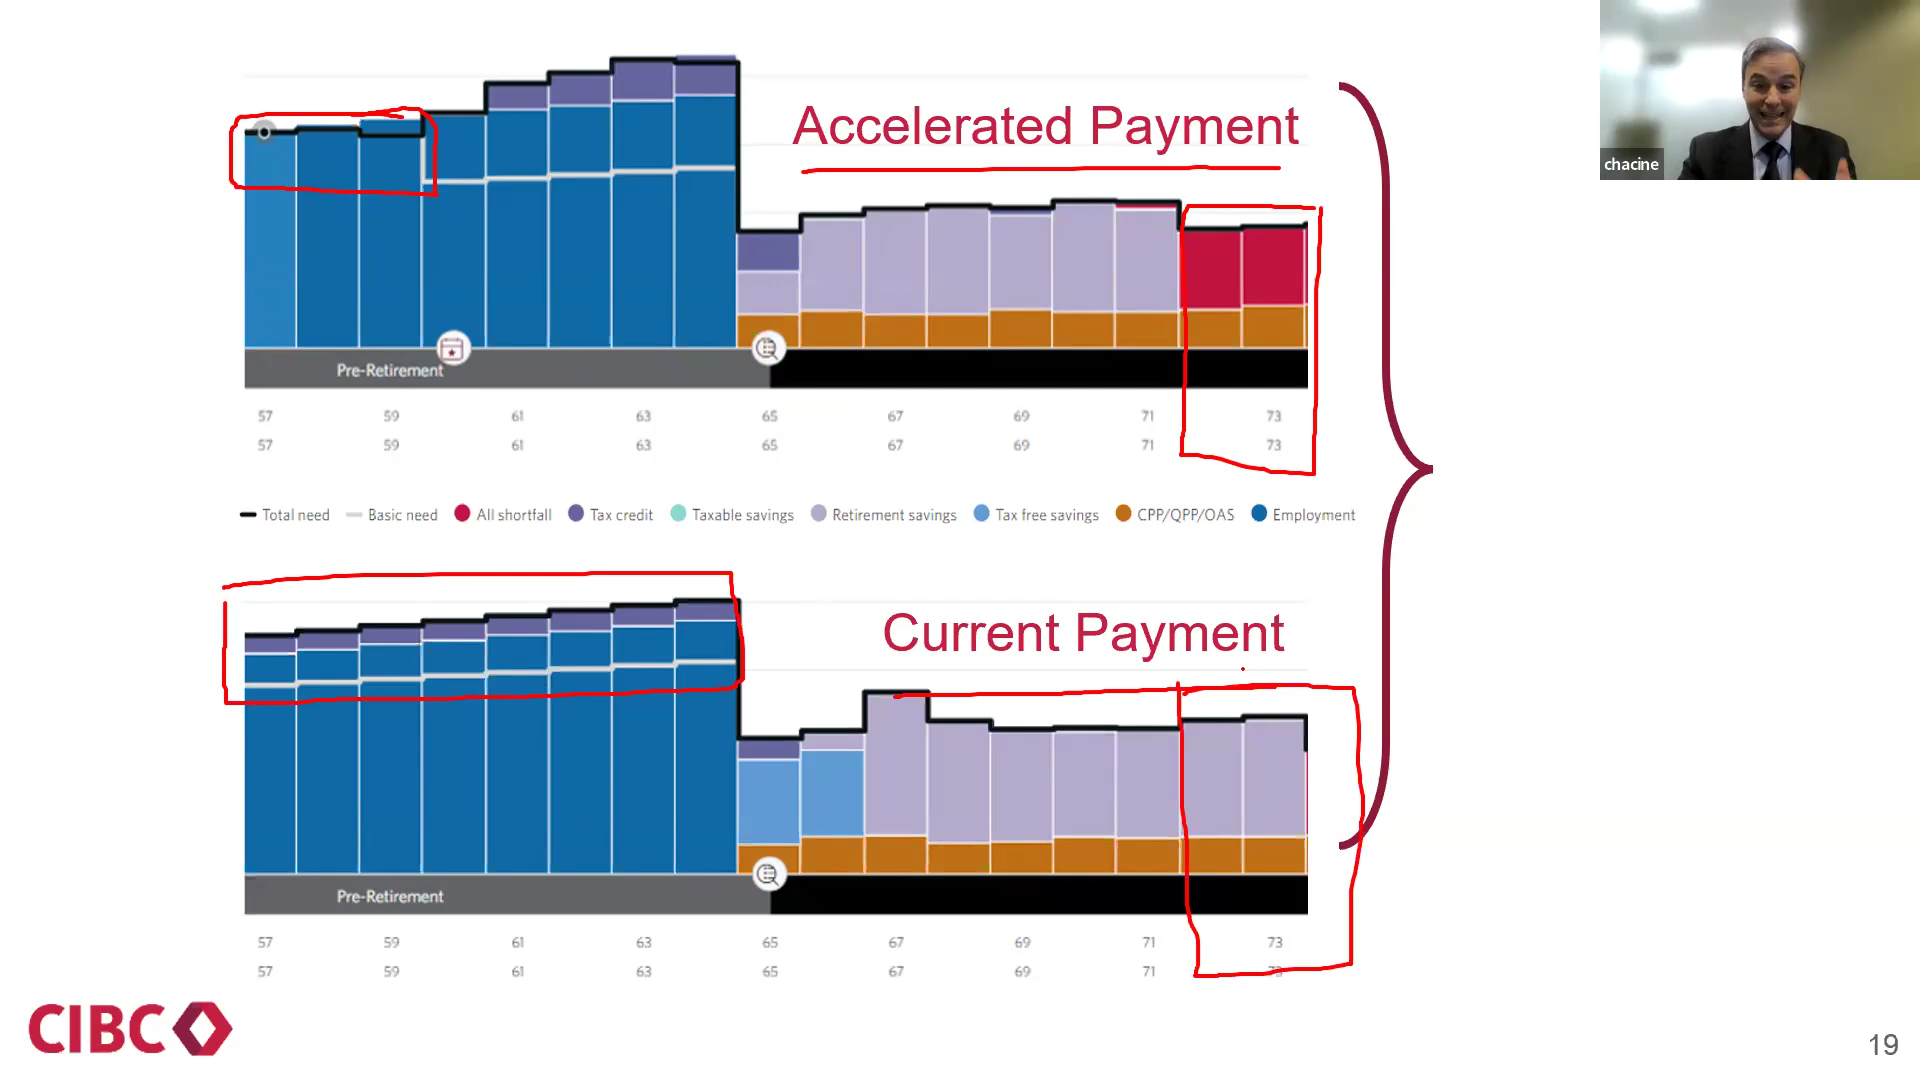 Accelerated Payment
chacine
Pre-Retirement
57 59 61 63 65 67 69 71 73
57 59 61 63 65 67 69 71 73
Total need Basic need All shortfall Tax credit Taxable savings Retirement savings Tax free savings CPP/QPP/OAS Employment
Current Payment
Pre-Retirement
57 59 61 63 65 67 69 71 73
57 59 61 63 65 67 69 71 73
CIBC
19